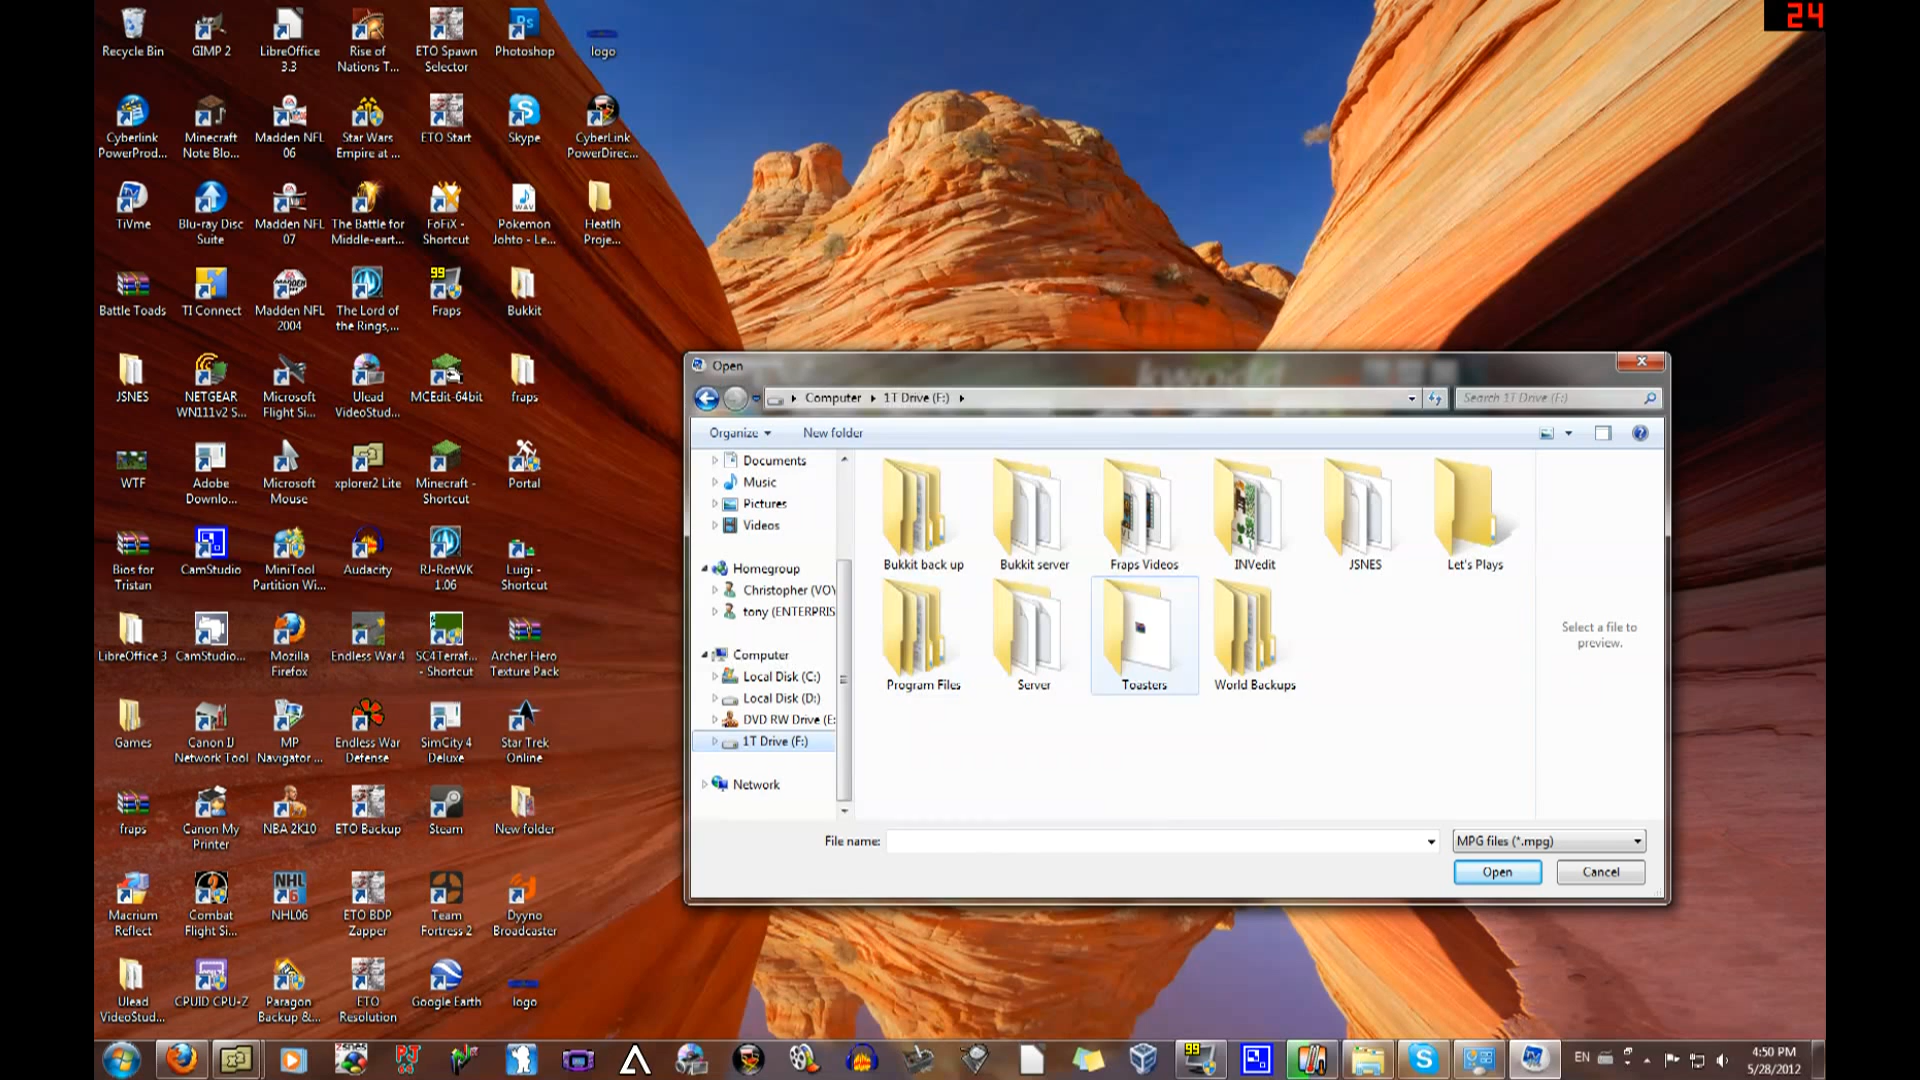 24
Recycle Bin
GIMP 2
LibreOffice
3.3
Rise of
Nations T...
ETO Spawn
Selector
Photoshop
logo
Cyberlink
PowerProd...
Minecraft
Note Blo...
Madden NFL
06
Star Wars
Empire at ...
ETO Start
Skype
CyberLink
PowerDirec...
TiVme
Blu-ray Disc
Suite
Madden NFL
07
The Battle for
Middle-eart...
FoFiX -
Shortcut
Pokemon
Johto - Le...
Heatlh
Proje...
Battle Toads
TI Connect
Madden NFL
2004
The Lord of
the Rings,...
Fraps
Bukkit
JSNES
NETGEAR
WN111v2 S...
Microsoft
Flight Si...
Ulead
VideoStud...
MCEdit-64bit
fraps
WTF
Adobe
Downlo...
Microsoft
Mouse
xplorer2 Lite
Minecraft -
Shortcut
Portal
Bios for
Tristan
CamStudio
MiniTool
Partition Wi...
Audacity
RJ-RotWK
1.06
Luigi -
Shortcut
LibreOffice 3
CamStudio...
Mozilla
Firefox
Endless War 4
SC4Terraf...
- Shortcut
Archer Hero
Texture Pack
Games
Canon IJ
Network Tool
MP
Navigator ...
Endless War
Defense
SimCity 4
Deluxe
Star Trek
Online
fraps
Canon My
Printer
NBA 2K10
ETO Backup
Steam
New folder
Macrium
Reflect
Combat
Flight Si...
NHL06
ETO BDP
Zapper
Team
Fortress 2
Dyyno
Broadcaster
Ulead
VideoStud...
CPUID CPU-Z
Paragon
Backup &...
ETO
Resolution
Google Earth
logo
Open
Computer
1T Drive (F:)
Search 1T Drive (F:)
Organize
New folder
Documents
Music
Pictures
Videos
Homegroup
Christopher (VOY
tony (ENTERPRIS
Computer
Local Disk (C:)
Local Disk (D:)
DVD RW Drive (E:
1T Drive (F:)
Network
Bukkit back up
Bukkit server
Fraps Videos
INVedit
JSNES
Let's Plays
Program Files
Server
Toasters
World Backups
Select a file to
preview.
File name:
MPG files (*.mpg)
Open
Cancel
EN
4:50 PM
5/28/2012